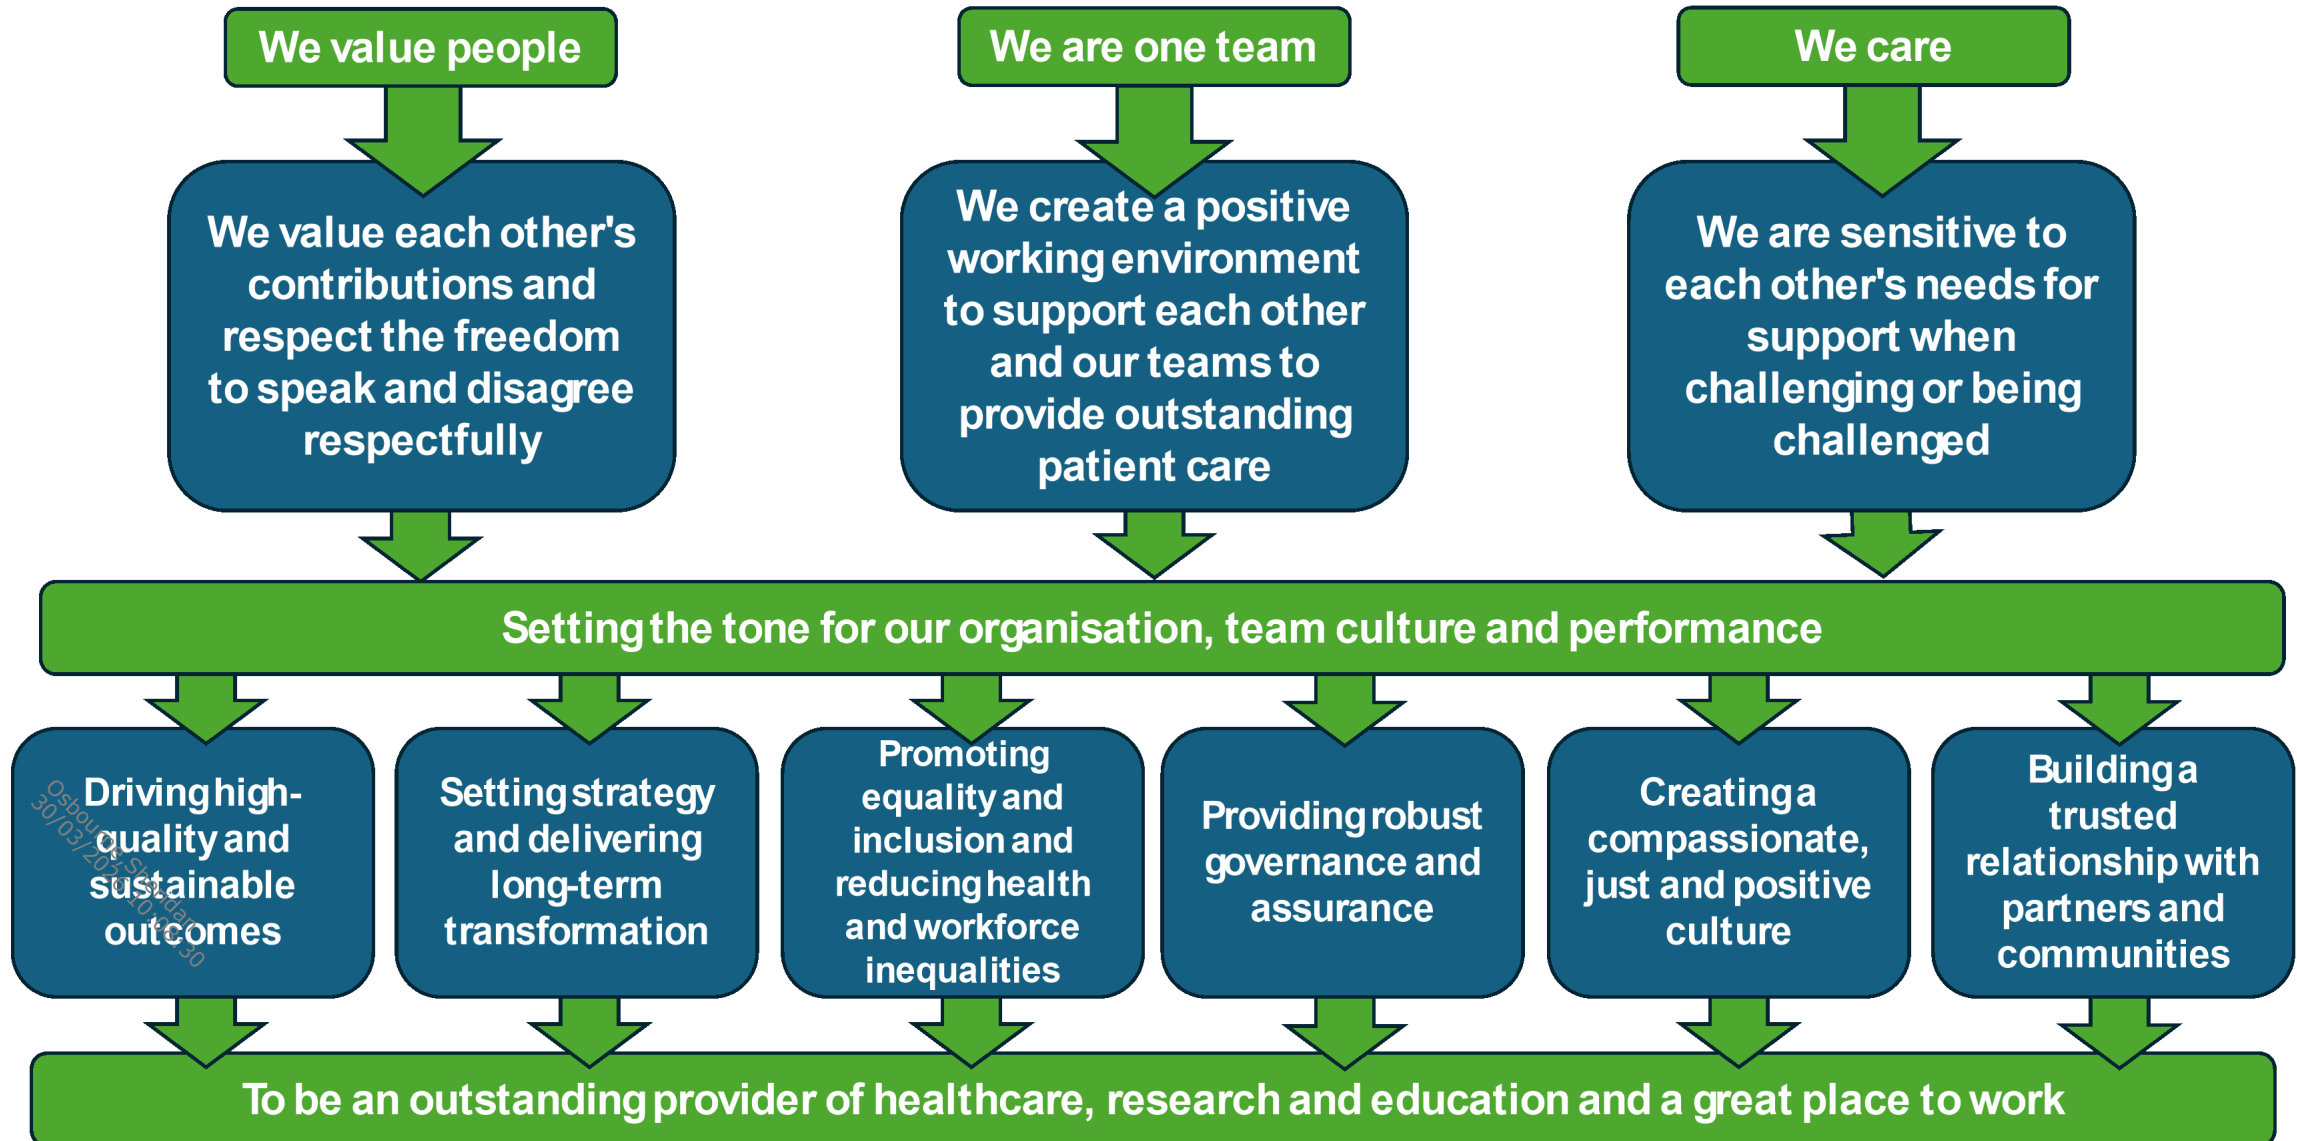 We value people
We are one team
We care
We value each other's
contributions and
respect the freedom
to speak and disagree
respectfully
We create a positive
working environment
to support each other
and our teams to
provide outstanding
patient care
We are sensitive to
each other's needs for
support when
challenging or being
challenged
Setting the tone for our organisation, team culture and performance
Driving high-
quality and
sustainable
outcomes
Setting strategy
and delivering
long-term
transformation
Promoting
equality and
inclusion and
reducing health
and workforce
inequalities
Providing robust
governance and
assurance
Creating a
compassionate,
just and positive
culture
Building a
trusted
relationship with
partners and
communities
To be an outstanding provider of healthcare, research and education and a great place to work